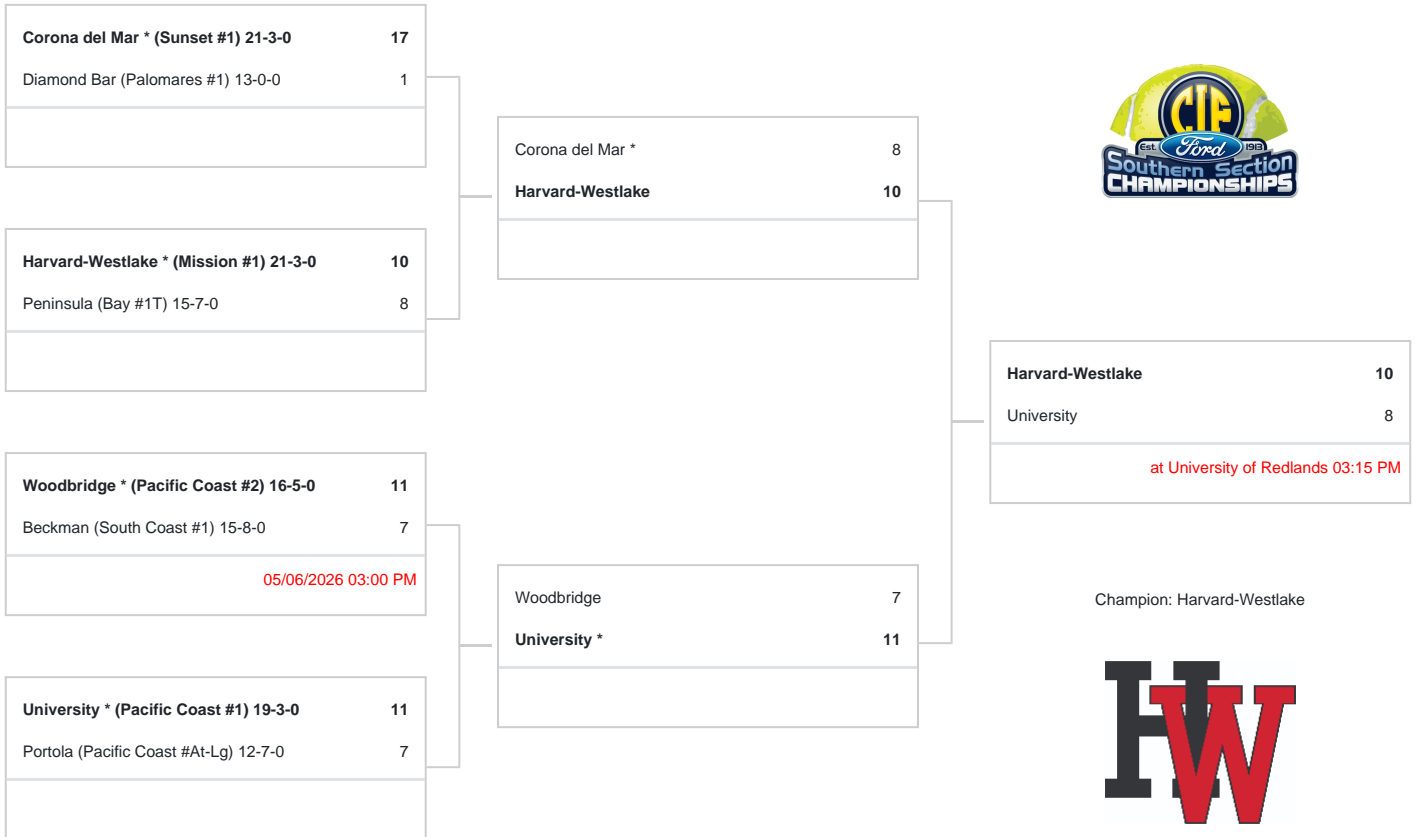 Corona del Mar * (Sunset #1) 21-3-0 17
Diamond Bar (Palomares #1) 13-0-0 1
Harvard-Westlake * (Mission #1) 21-3-0 10
Peninsula (Bay #1T) 15-7-0 8
Woodbridge * (Pacific Coast #2) 16-5-0 11
Beckman (South Coast #1) 15-8-0 7
05/06/2026 03:00 PM
University * (Pacific Coast #1) 19-3-0 11
Portola (Pacific Coast #At-Lg) 12-7-0 7
Corona del Mar * 8
Harvard-Westlake 10
Woodbridge 7
University * 11
CIF
Est. Ford 1913
Southern Section
CHAMPIONSHIPS
Harvard-Westlake 10
University 8
at University of Redlands 03:15 PM
Champion: Harvard-Westlake
HW